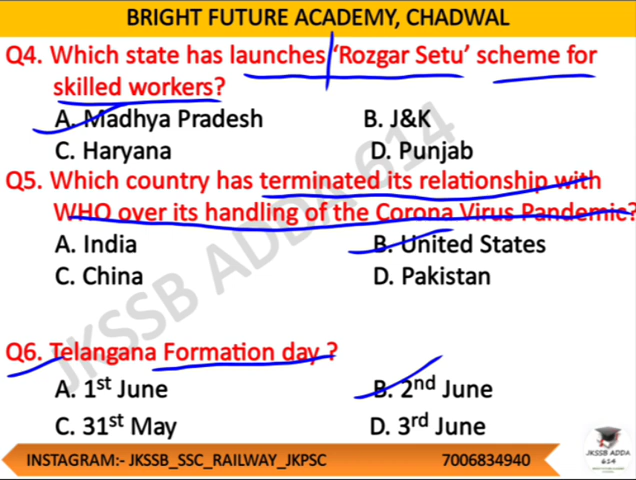 BRIGHT FUTURE ACADEMY, CHADWAL
Q4. Which state has launches 'Rozgar Setu' scheme for
skilled workers?
A. Madhya Pradesh B. J&K
C. Haryana D. Punjab
Q5. Which country has terminated its relationship with
WHO over its handling of the Corona Virus Pandemic?
A. India B. United States
C. China D. Pakistan
JKSSB ADDA 614
Q6. Telangana Formation day ?
A. 1st June B. 2nd June
C. 31st May D. 3rd June
INSTAGRAM:- JKSSB_SSC_RAILWAY_JKPSC 7006834940
JKSSB ADDA
614